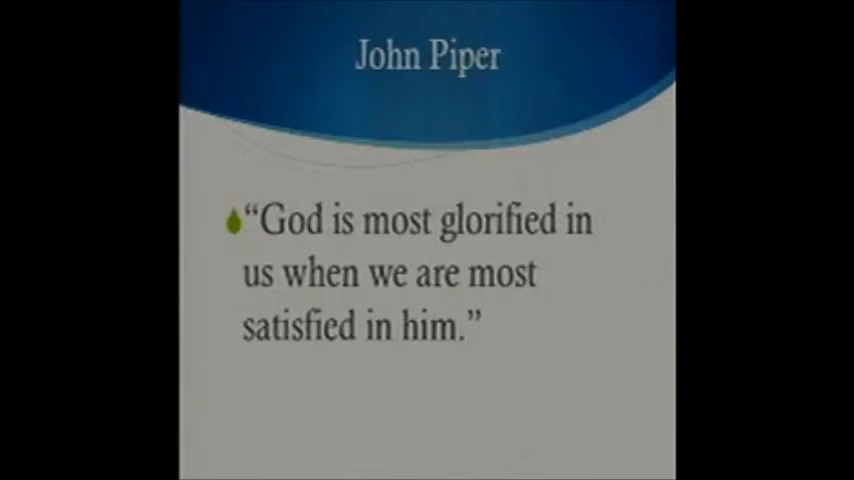 John Piper
“God is most glorified in
us when we are most
satisfied in him.”